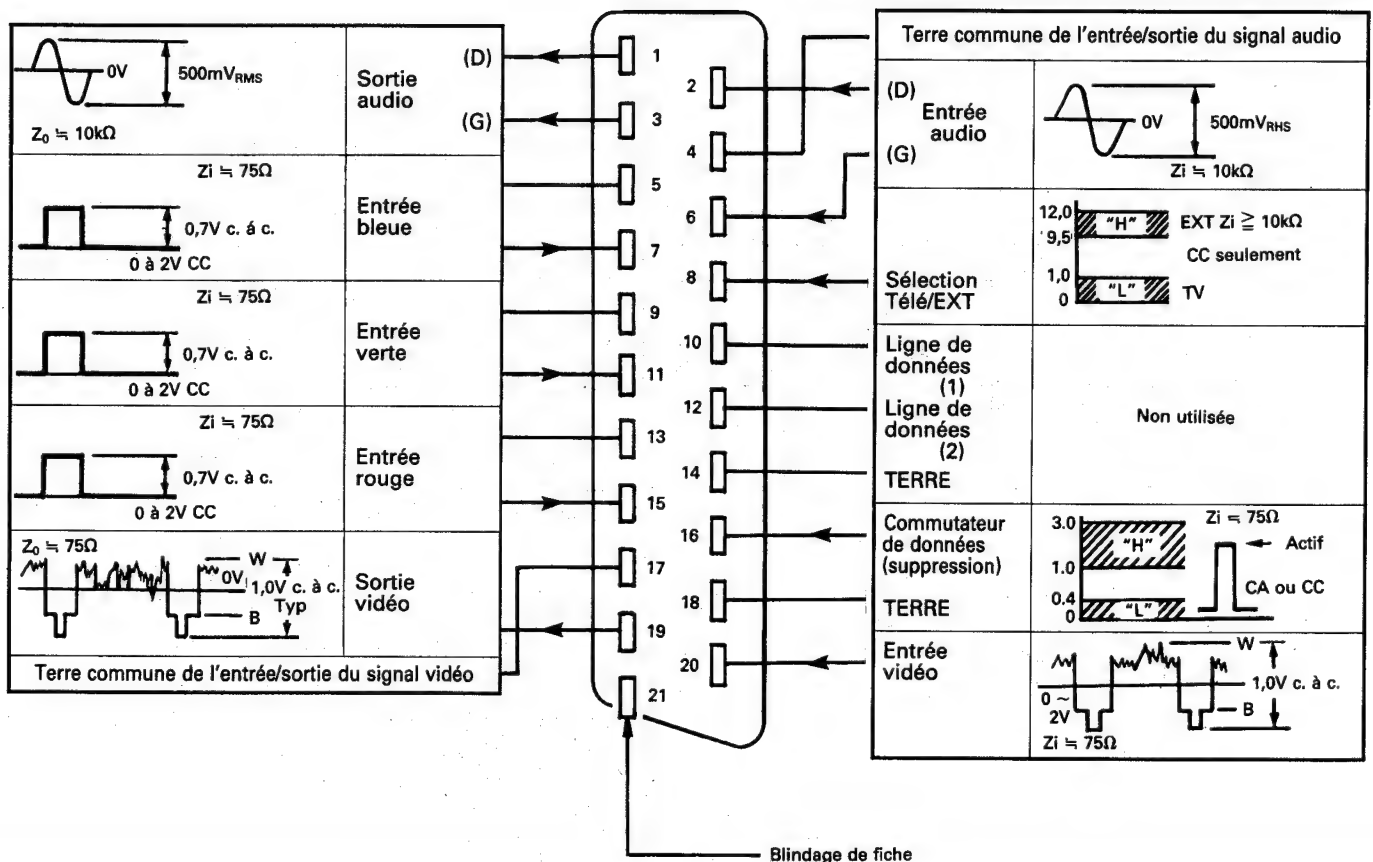 0V
500mVRMS
Z0 ≒ 10kΩ
Sortie
audio
(D)
(G)
Zi ≒ 75Ω
0,7V c. á c.
0 à 2V CC
Entrée
bleue
Zi ≒ 75Ω
0,7V c. à c.
0 à 2V CC
Entrée
verte
Zi ≒ 75Ω
0,7V c. à c.
0 à 2V CC
Entrée
rouge
Z0 ≒ 75Ω
W
0V
1,0V c. à c.
Typ
B
Sortie
vidéo
Terre commune de l'entrée/sortie du signal vidéo
1
2
3
4
5
6
7
8
9
10
11
12
13
14
15
16
17
18
19
20
21
Blindage de fiche
Terre commune de l'entrée/sortie du signal audio
(D)
Entrée
audio
(G)
0V
500mVRHS
Zi ≒ 10kΩ
Sélection
Télé/EXT
12,0
"H"
EXT Zi ≧ 10kΩ
9,5
CC seulement
1,0
"L"
TV
0
Ligne de
données
(1)
Ligne de
données
(2)
TERRE
Non utilisée
Commutateur
de données
(suppression)
TERRE
3.0
"H"
1.0
0.4
"L"
0
Zi ≒ 75Ω
Actif
CA ou CC
Entrée
vidéo
W
1,0V c. à c.
0 ~
2V
B
Zi ≒ 75Ω